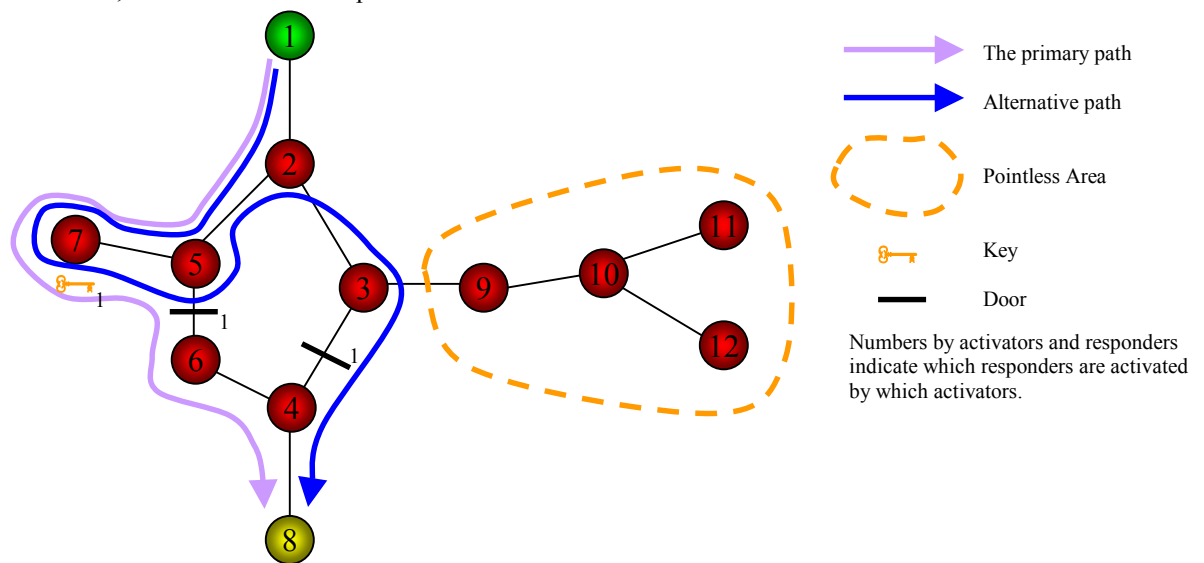 1
2
7
5
3
9
10
11
12
1
1
1
6
4
8
The primary path
Alternative path
Pointless Area
Key
Door
Numbers by activators and responders
indicate which responders are activated
by which activators.